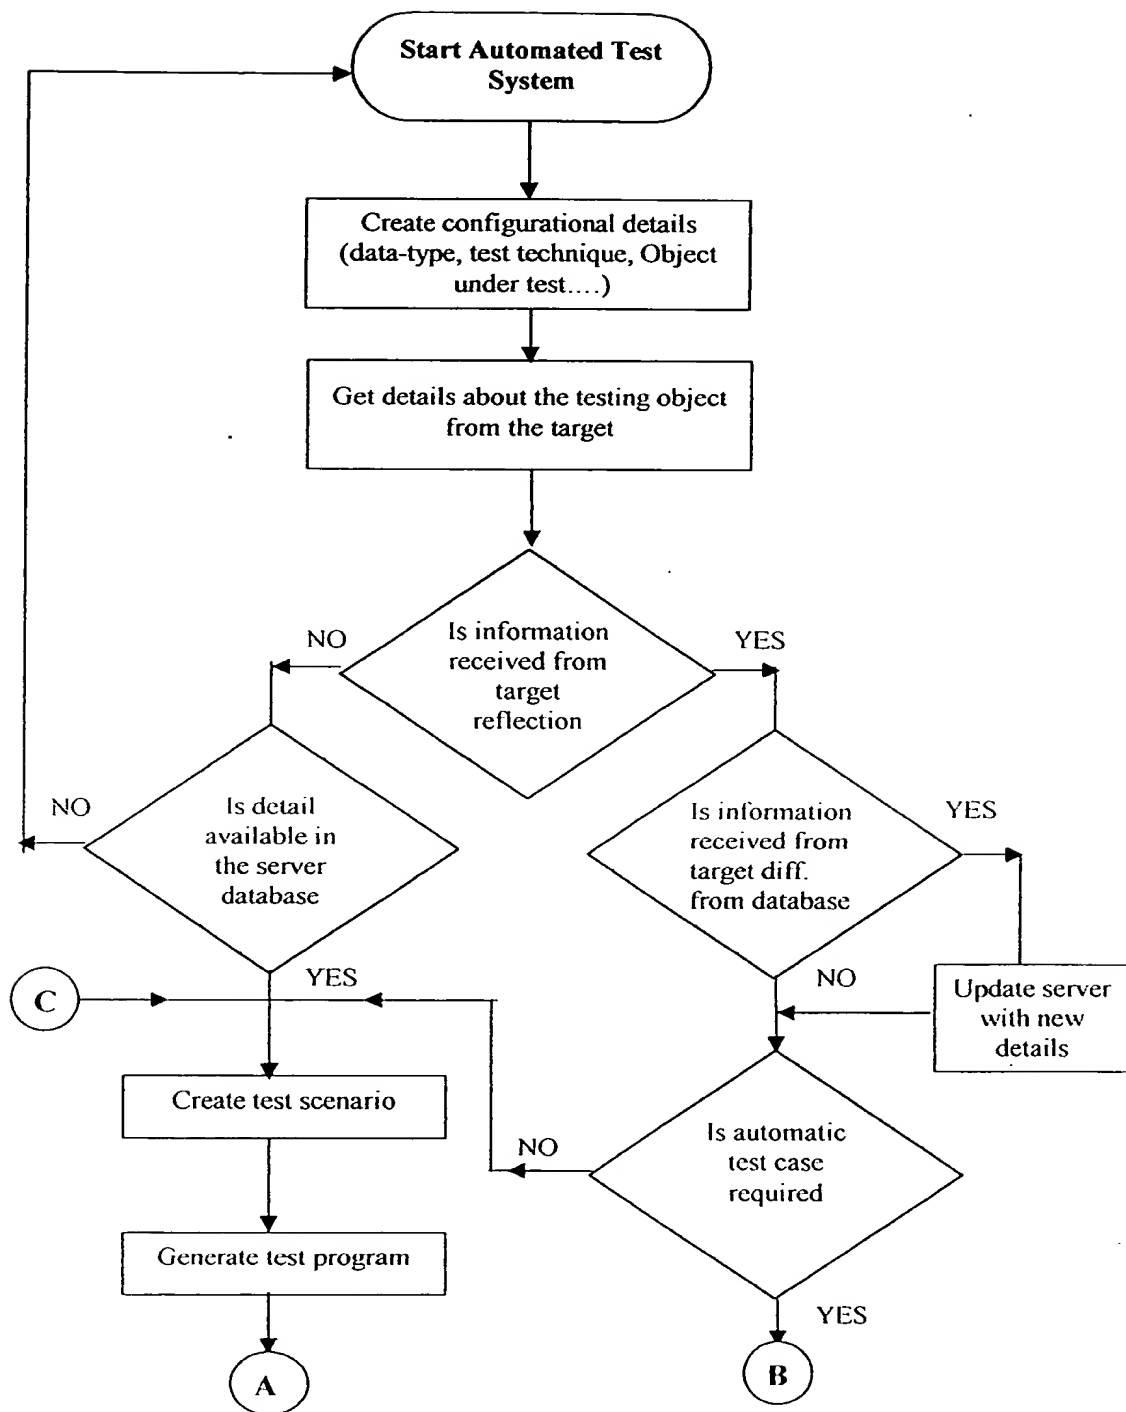 Start Automated Test
System
Create configurational details
(data-type, test technique, Object
under test....)
Get details about the testing object
from the target
Is information
received from
target
reflection
NO
YES
Is detail
available in
the server
database
NO
YES
Is information
received from
target diff.
from database
YES
NO
Update server
with new
details
C
Create test scenario
Generate test program
A
Is automatic
test case
required
NO
YES
B